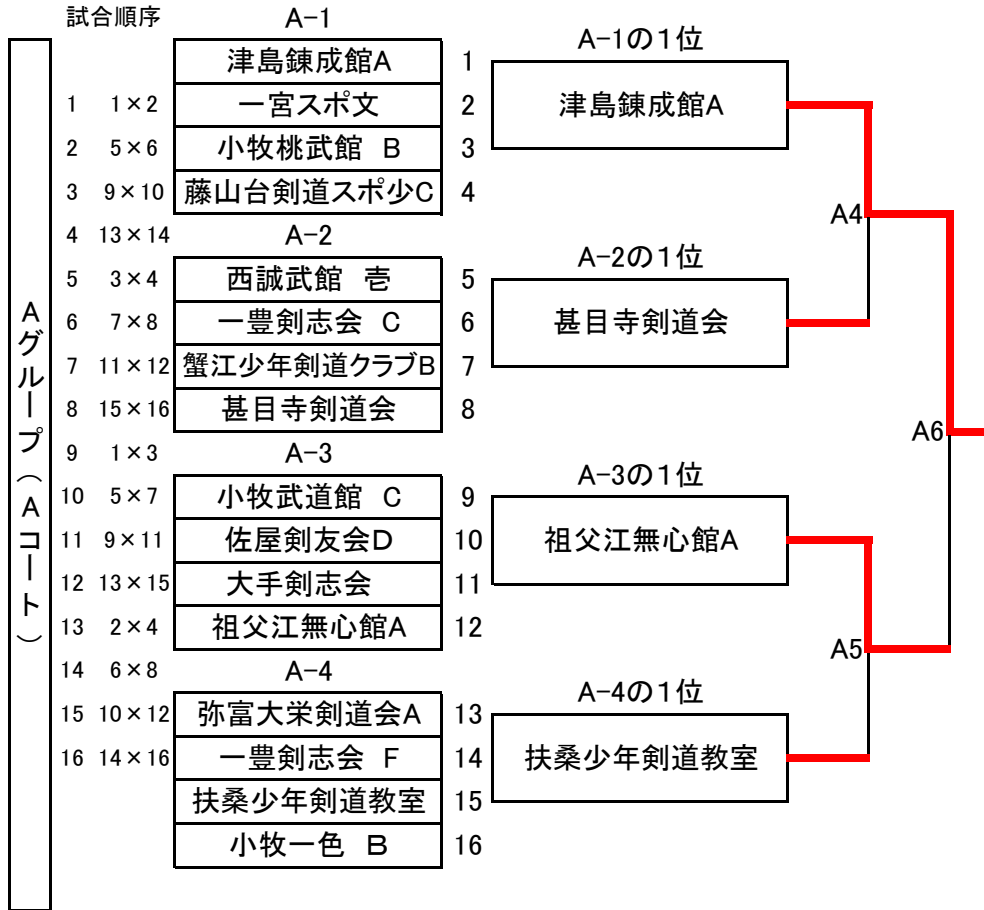 試合順序 A-1
A-1の1位
津島錬成館A 1
1 1×2 一宮スポ文 2 津島錬成館A
2 5×6 小牧桃武館 B 3
3 9×10 藤山台剣道スポ少C 4
A4
4 13×14 A-2
A-2の1位
5 3×4 西誠武館 壱 5
6 7×8 一豊剣志会 C 6 甚目寺剣道会
7 11×12 蟹江少年剣道クラブB 7
8 15×16 甚目寺剣道会 8
Aグループ(Aコート)
A6
9 1×3 A-3
A-3の1位
10 5×7 小牧武道館 C 9
11 9×11 佐屋剣友会D 10 祖父江無心館A
12 13×15 大手剣志会 11
13 2×4 祖父江無心館A 12
A5
14 6×8 A-4
A-4の1位
15 10×12 弥富大栄剣道会A 13
16 14×16 一豊剣志会 F 14 扶桑少年剣道教室
扶桑少年剣道教室 15
小牧一色 B 16